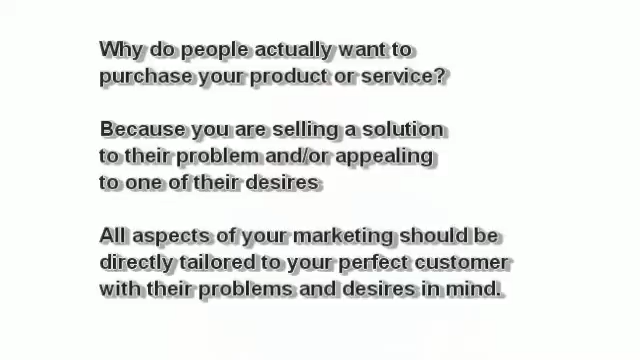 Why do people actually want to
purchase your product or service?
Because you are selling a solution
to their problem and/or appealing
to one of their desires
All aspects of your marketing should be
directly tailored to your perfect customer
with their problems and desires in mind.